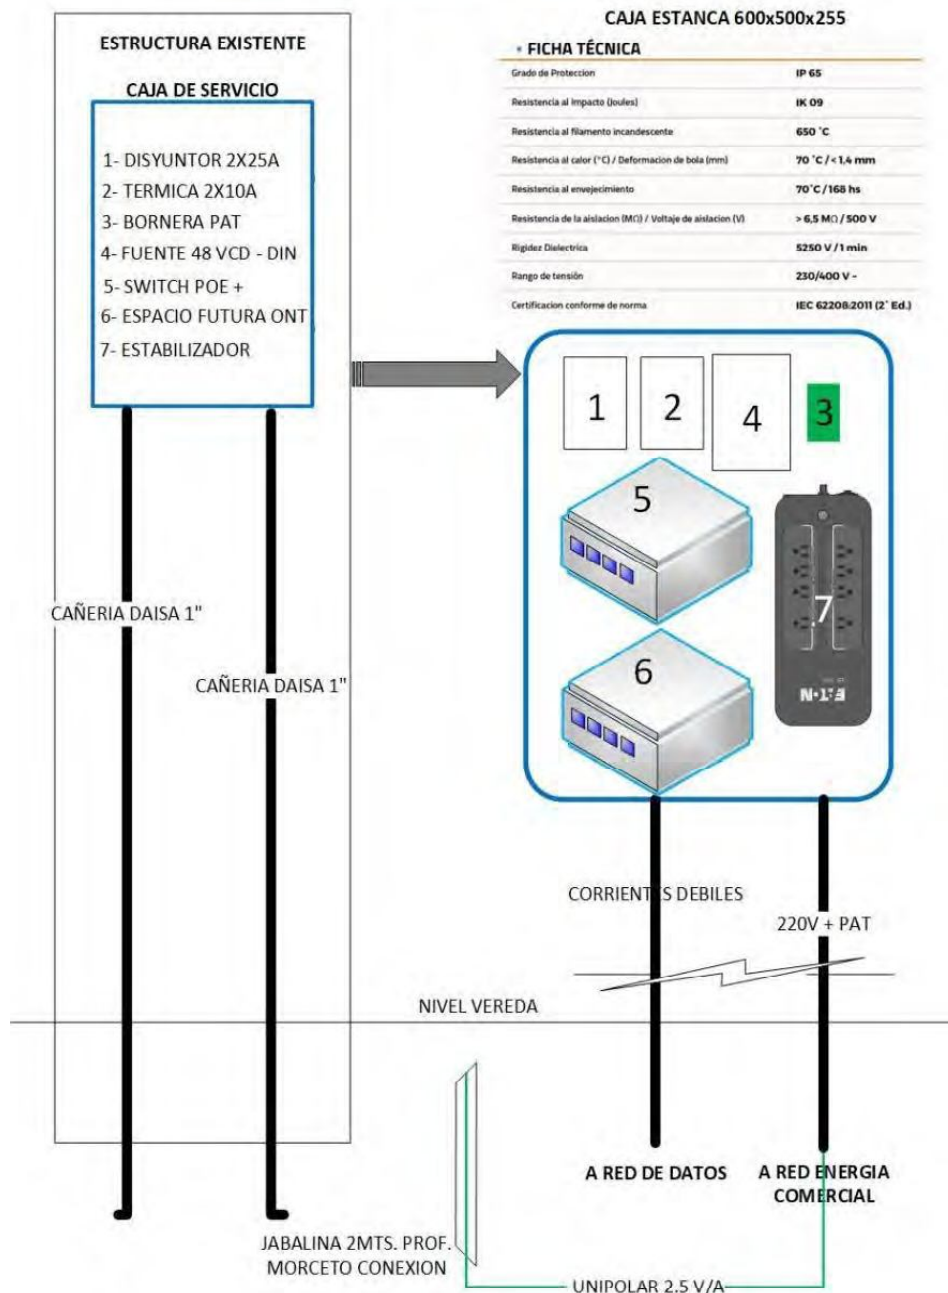 ESTRUCTURA EXISTENTE
CAJA DE SERVICIO
1- DISYUNTOR 2X25A
2- TERMICA 2X10A
3- BORNERA PAT
4- FUENTE 48 VCD - DIN
5- SWITCH POE +
6- ESPACIO FUTURA ONT
7- ESTABILIZADOR
CAÑERIA DAISA 1"
CAÑERIA DAISA 1"
CAJA ESTANCA 600x500x255
• FICHA TÉCNICA
Grado de Proteccion IP 65
Resistencia al impacto (Joules) IK 09
Resistencia al filamento incandescente 650 °C
Resistencia al calor (°C) / Deformacion de bola (mm) 70 °C / < 1,4 mm
Resistencia al envejecimiento 70°C / 168 hs
Resistencia de la aislacion (MΩ) / Voltaje de aislacion (V) > 6,5 MΩ / 500 V
Rigidez Dielectrica 5250 V / 1 min
Rango de tensión 230/400 V ~
Certificacion conforme de norma IEC 62208:2011 (2° Ed.)
1
2
4
3
5
7
6
CORRIENTES DEBILES
220V + PAT
NIVEL VEREDA
A RED DE DATOS
A RED ENERGIA
COMERCIAL
JABALINA 2MTS. PROF.
MORCETO CONEXION
UNIPOLAR 2.5 V/A